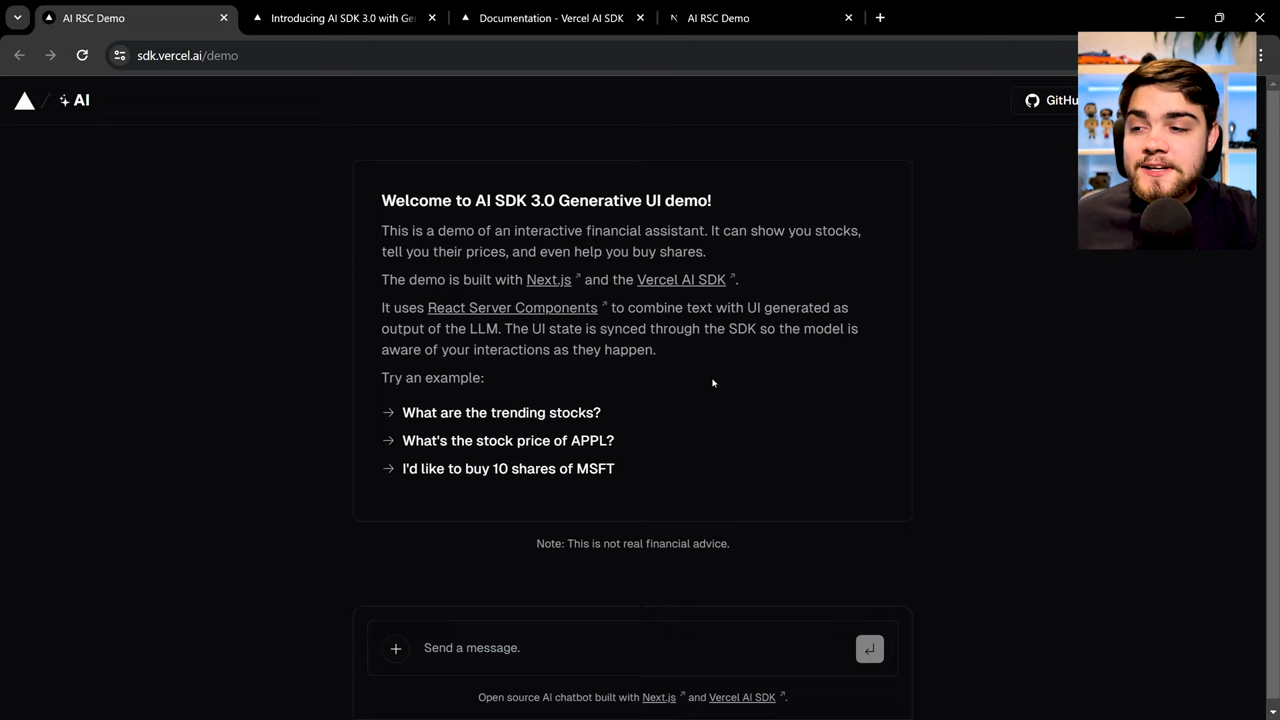 AI RSC Demo
Introducing AI SDK 3.0 with Ge
Documentation - Vercel AI SDK
AI RSC Demo
sdk.vercel.ai/demo
AI
GitHu
Welcome to AI SDK 3.0 Generative UI demo!
This is a demo of an interactive financial assistant. It can show you stocks,
tell you their prices, and even help you buy shares.
The demo is built with Next.js and the Vercel AI SDK.
It uses React Server Components to combine text with UI generated as
output of the LLM. The UI state is synced through the SDK so the model is
aware of your interactions as they happen.
Try an example:
What are the trending stocks?
What's the stock price of APPL?
I'd like to buy 10 shares of MSFT
Note: This is not real financial advice.
Send a message.
Open source AI chatbot built with Next.js and Vercel AI SDK.